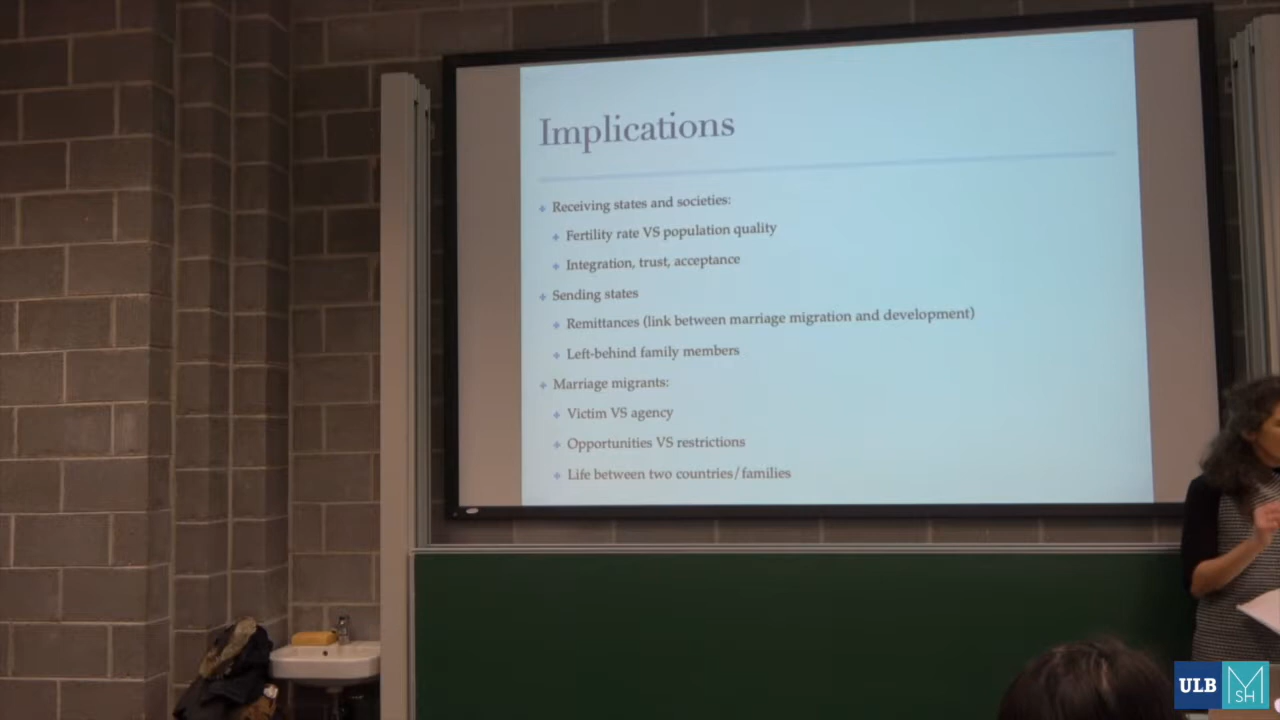 Implications
Receiving states and societies:
Fertility rate VS population quality
Integration, trust, acceptance
Sending states
Remittances (link between marriage migration and development)
Left-behind family members
Marriage migrants:
Victim VS agency
Opportunities VS restrictions
Life between two countries/families
ULB
MSH